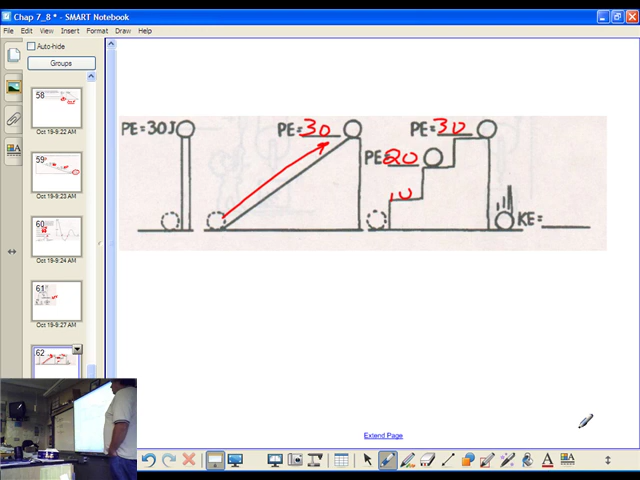 Chap 7_8 * - SMART Notebook
File Edit View Insert Format Draw Help
Auto-hide
Groups
58
Oct 19-9:22 AM
59
Oct 19-9:23 AM
60
Oct 19-9:24 AM
61
Oct 19-9:27 AM
62
PE=30J
PE=30
PE=30
PE=20
10
KE=
Extend Page